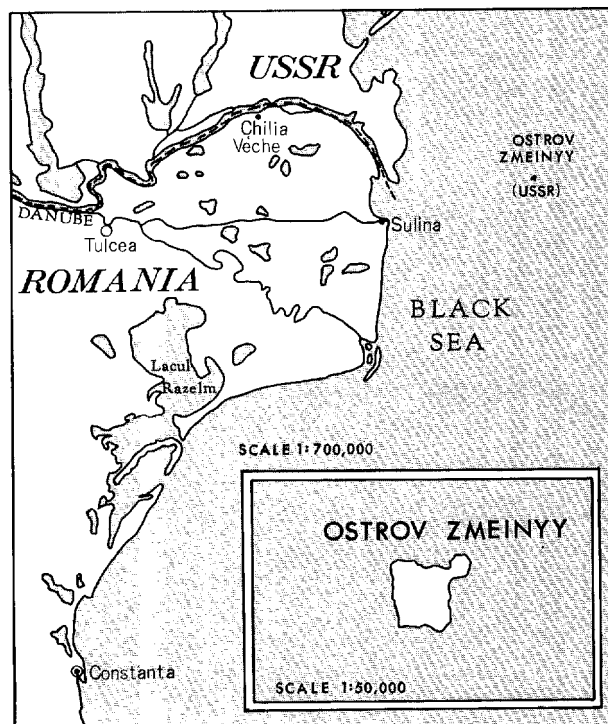 USSR
Chilia
Veche
OSTROV
ZMEINYY
(USSR)
DANUBE
Tulcea
Sulina
ROMANIA
BLACK
SEA
Lacul
Razelm
SCALE 1:700,000
OSTROV ZMEINYY
SCALE 1:50,000
Constanta